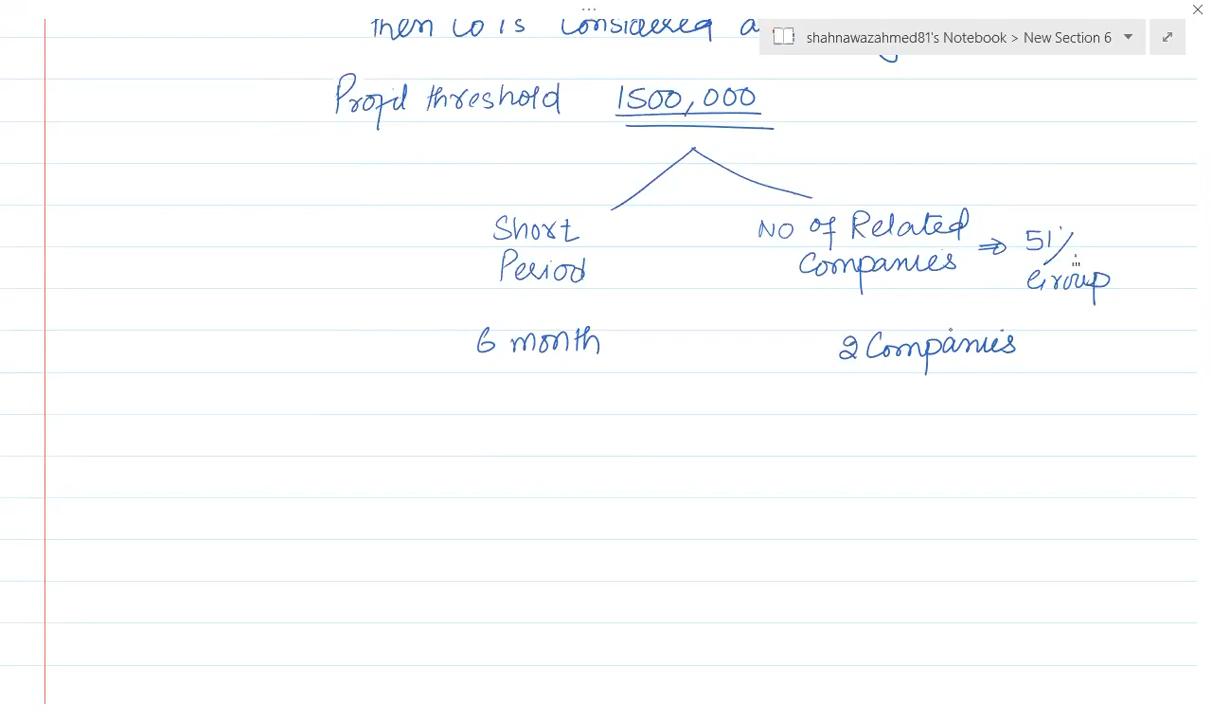 Then co is considered a
shahnawazahmed81's Notebook > New Section 6
Profit threshold 1500,000
Short
Period
No of Related
Companies
⇒ 51%
Group
6 month
2 Companies